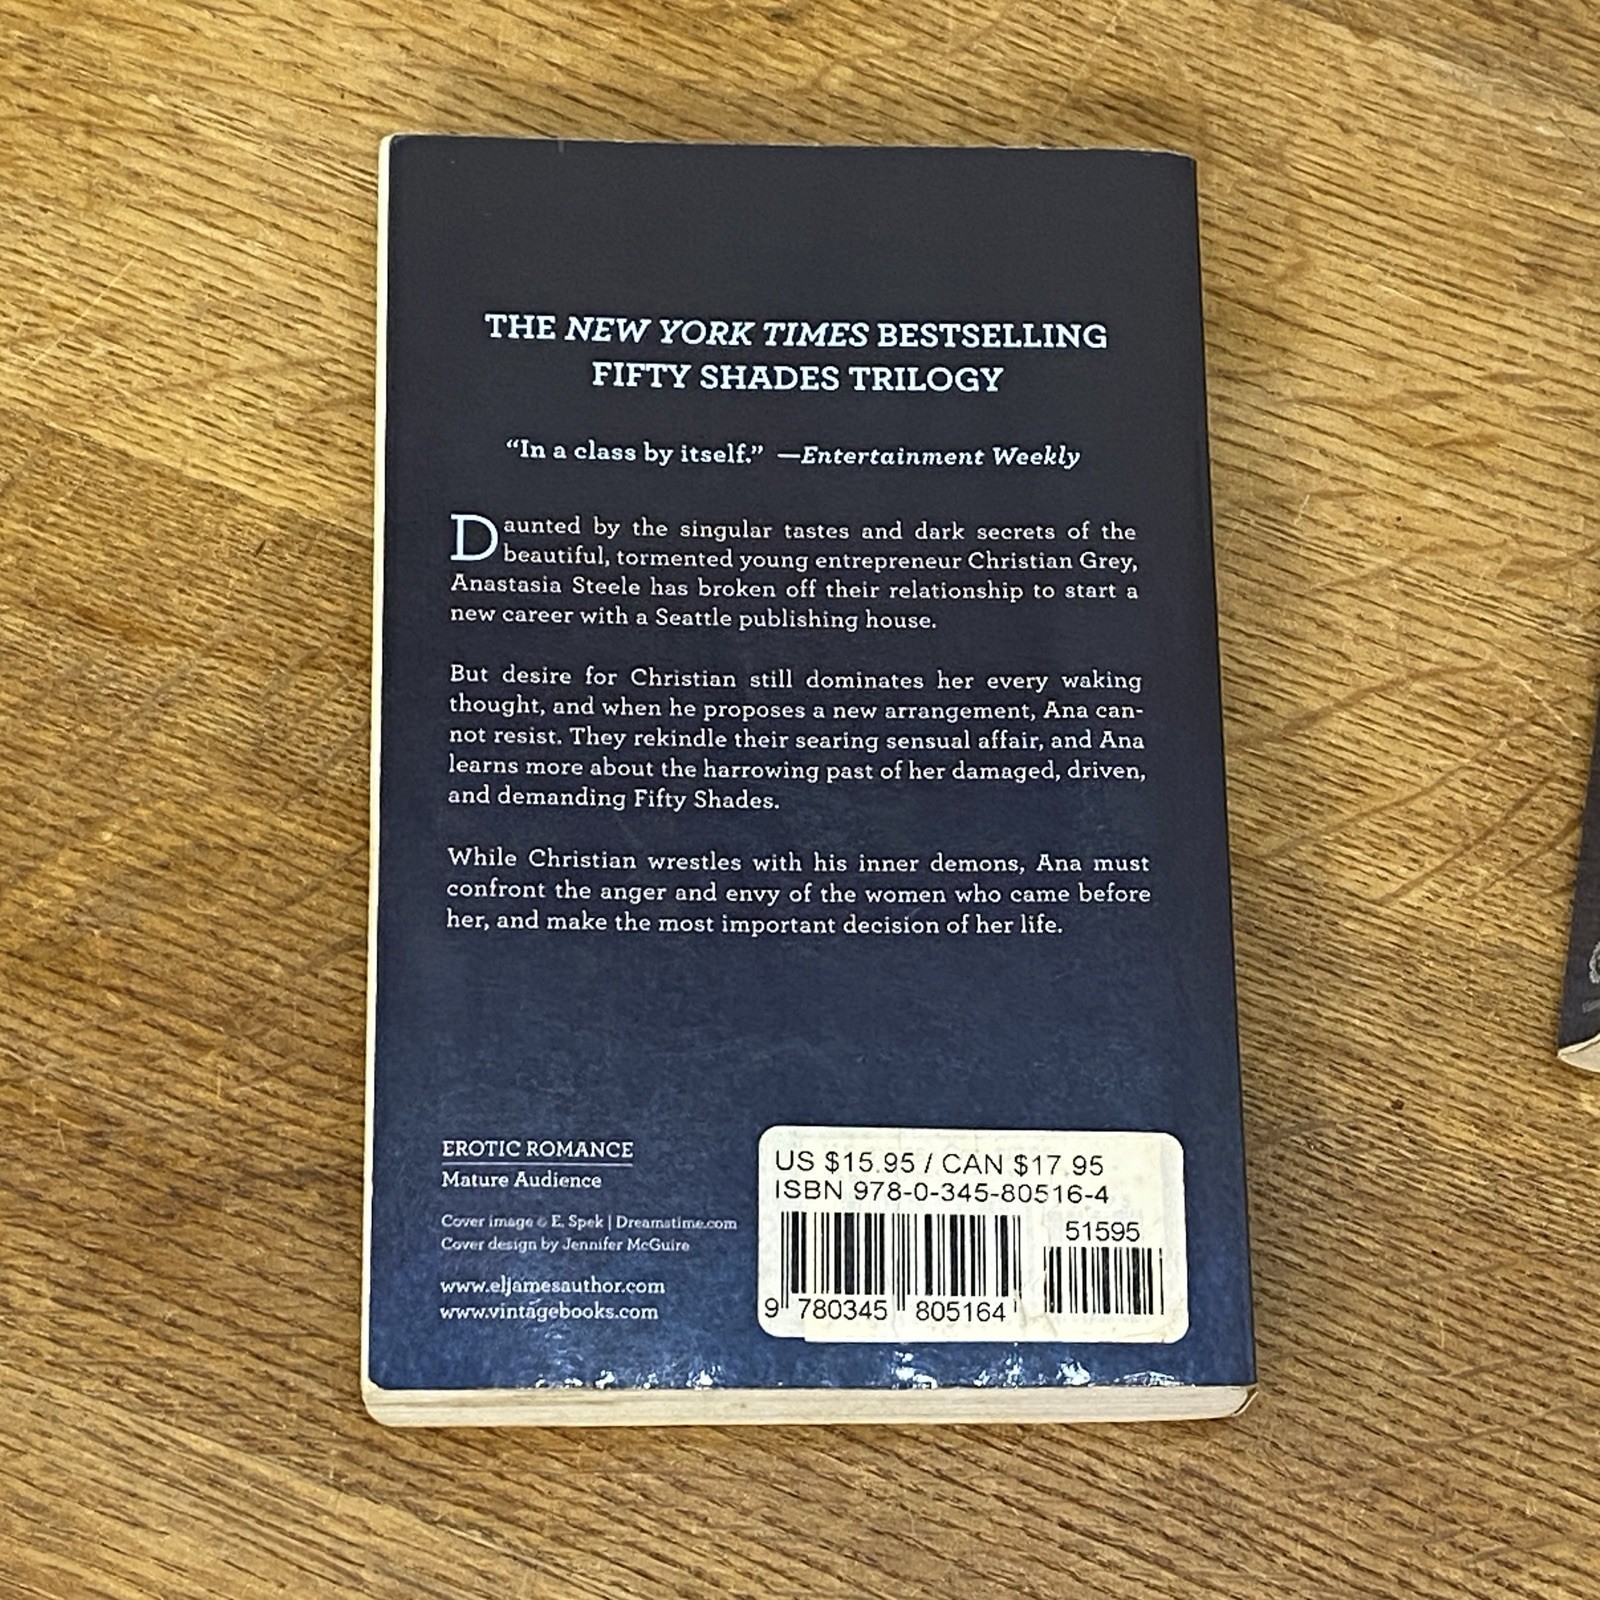 THE NEW YORK TIMES BESTSELLING
FIFTY SHADES TRILOGY
“In a class by itself.” —Entertainment Weekly
Daunted by the singular tastes and dark secrets of the
beautiful, tormented young entrepreneur Christian Grey,
Anastasia Steele has broken off their relationship to start a
new career with a Seattle publishing house.
But desire for Christian still dominates her every waking
thought, and when he proposes a new arrangement, Ana can-
not resist. They rekindle their searing sensual affair, and Ana
learns more about the harrowing past of her damaged, driven,
and demanding Fifty Shades.
While Christian wrestles with his inner demons, Ana must
confront the anger and envy of the women who came before
her, and make the most important decision of her life.
EROTIC ROMANCE
Mature Audience
Cover image © E. Spek | Dreamstime.com
Cover design by Jennifer McGuire
www.eljamesauthor.com
www.vintagebooks.com
US $15.95 / CAN $17.95
ISBN 978-0-345-80516-4
51595
9 780345 805164